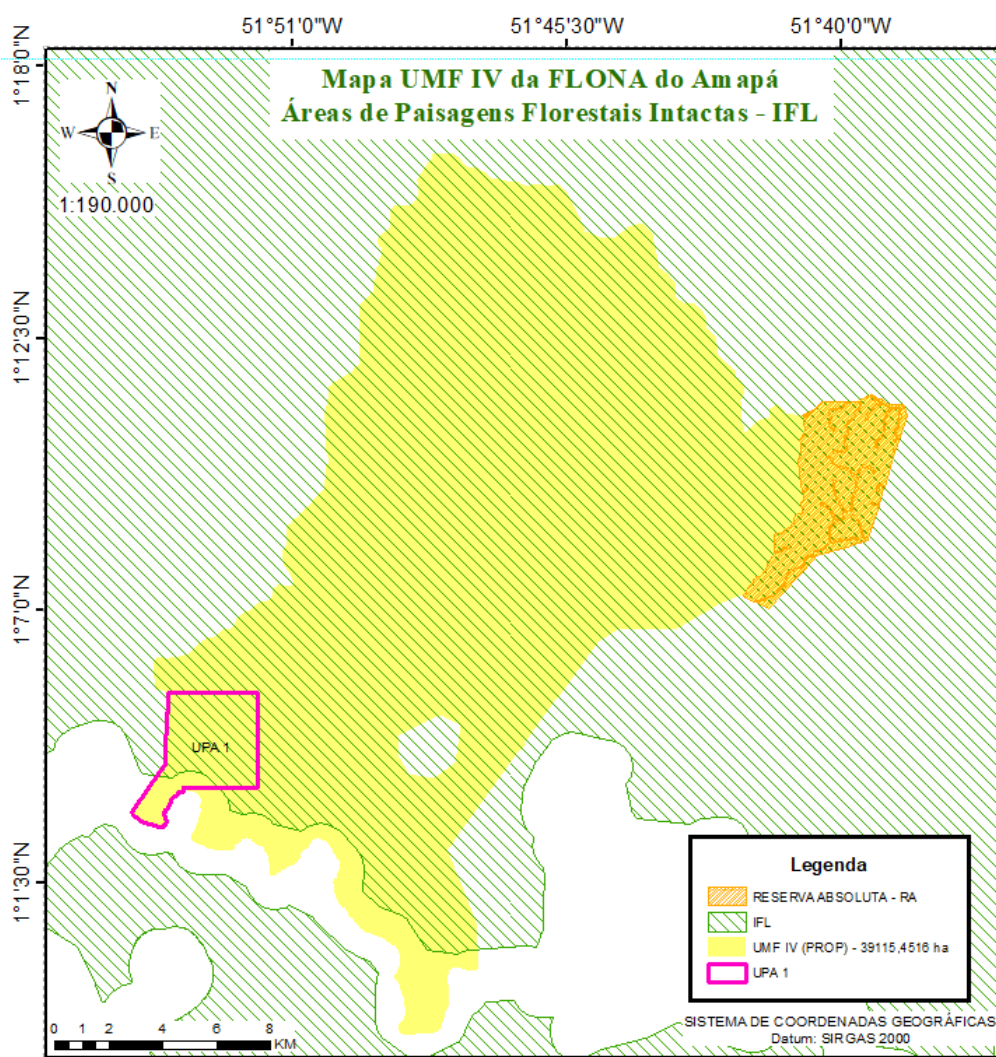 51°51'0"W
51°45'30"W
51°40'0"W
1°18'0"N
Mapa UMF IV da FLONA do Amapá
Áreas de Paisagens Florestais Intactas - IFL
N
W
E
S
1:190.000
1°12'30"N
1°7'0"N
UPA 1
1°1'30"N
Legenda
RESERVA ABSOLUTA - RA
IFL
UMF IV (PROP) - 39115,4516 ha
UPA 1
0 1 2 4 6 8
KM
SISTEMA DE COORDENADAS GEOGRÁFICAS
Datum: SIRGAS 2000